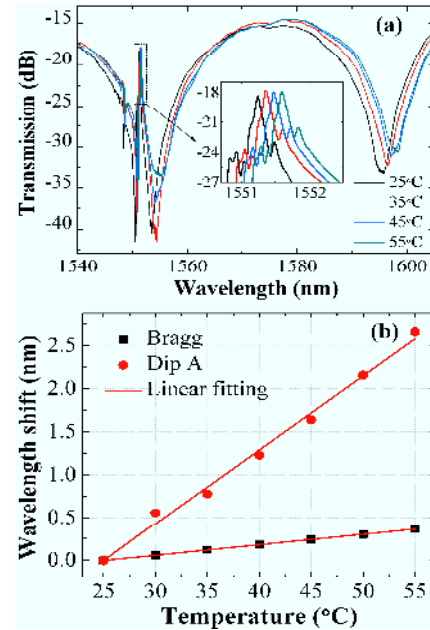 (a)
-15
-20
-25
-30
-35
-40
Transmission (dB)
-18
-21
-24
-27
1551
1552
25°C
35°C
45°C
55°C
1540
1560
1580
1600
Wavelength (nm)
(b)
Bragg
Dip A
Linear fitting
2.5
2.0
1.5
1.0
0.5
0.0
Wavelength shift (nm)
25
30
35
40
45
50
55
Temperature (°C)